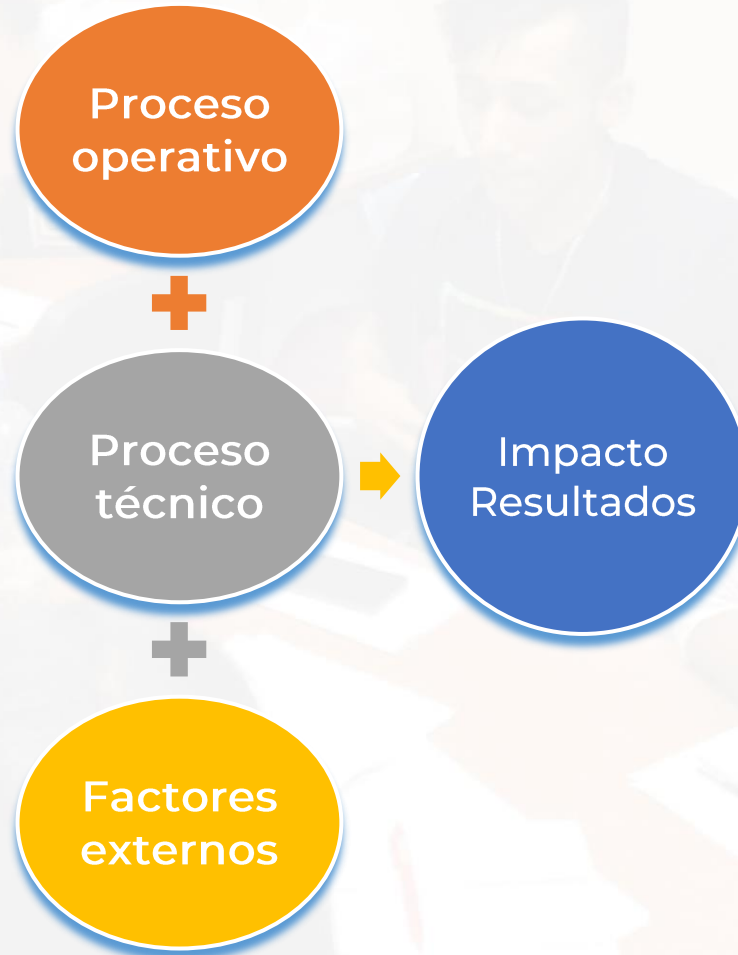 Proceso
operativo
Proceso
técnico
Impacto
Resultados
Factores
externos